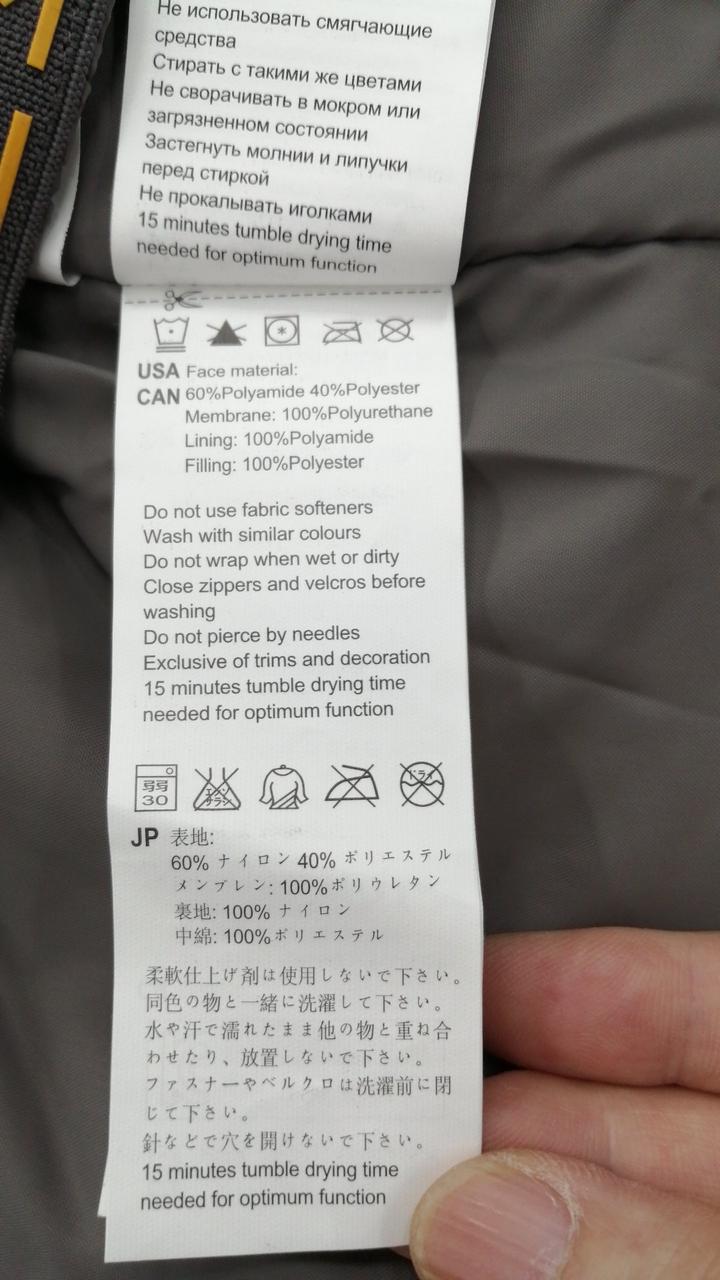 Не использовать смягчающие
средства
Стирать с такими же цветами
Не сворачивать в мокром или
загрязненном состоянии
Застегнуть молнии и липучки
перед стиркой
Не прокалывать иголками
15 minutes tumble drying time
needed for optimum function
USA Face material:
CAN 60%Polyamide 40%Polyester
Membrane: 100%Polyurethane
Lining: 100%Polyamide
Filling: 100%Polyester
Do not use fabric softeners
Wash with similar colours
Do not wrap when wet or dirty
Close zippers and velcros before
washing
Do not pierce by needles
Exclusive of trims and decoration
15 minutes tumble drying time
needed for optimum function
弱
30
エンソ
サラシ
ドライ
JP 表地:
60% ナイロン 40% ポリエステル
メンブレン: 100%ポリウレタン
裏地: 100% ナイロン
中綿: 100%ポリエステル
柔軟仕上げ剤は使用しないで下さい。
同色の物と一緒に洗濯して下さい。
水や汗で濡れたまま他の物と重ね合
わせたり、放置しないで下さい。
ファスナーやベルクロは洗濯前に閉
じて下さい。
針などで穴を開けないで下さい。
15 minutes tumble drying time
needed for optimum function